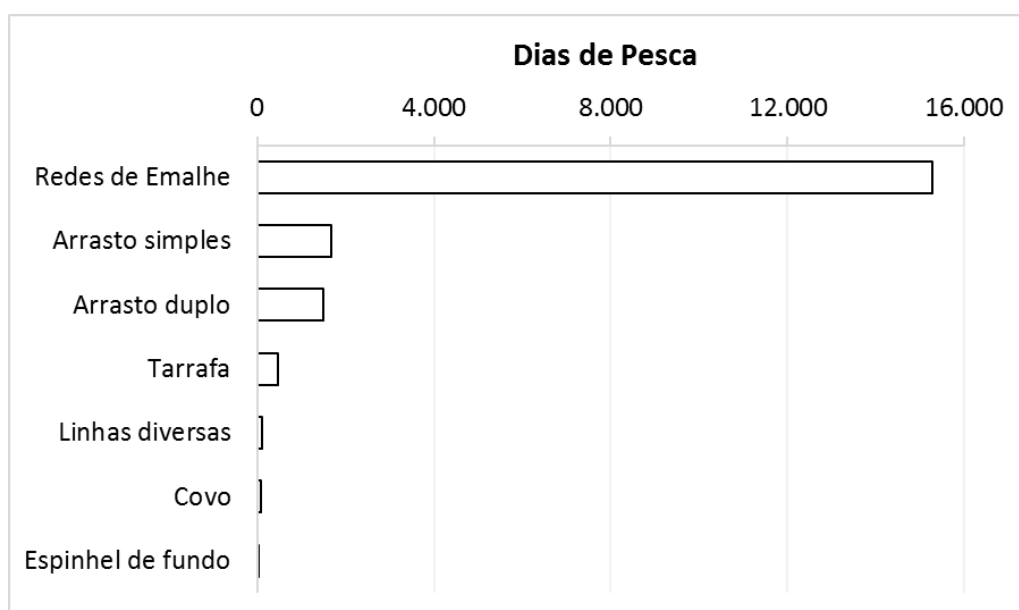 Dias de Pesca
0 4.000 8.000 12.000 16.000
Redes de Emalhe
Arrasto simples
Arrasto duplo
Tarrafa
Linhas diversas
Covo
Espinhel de fundo